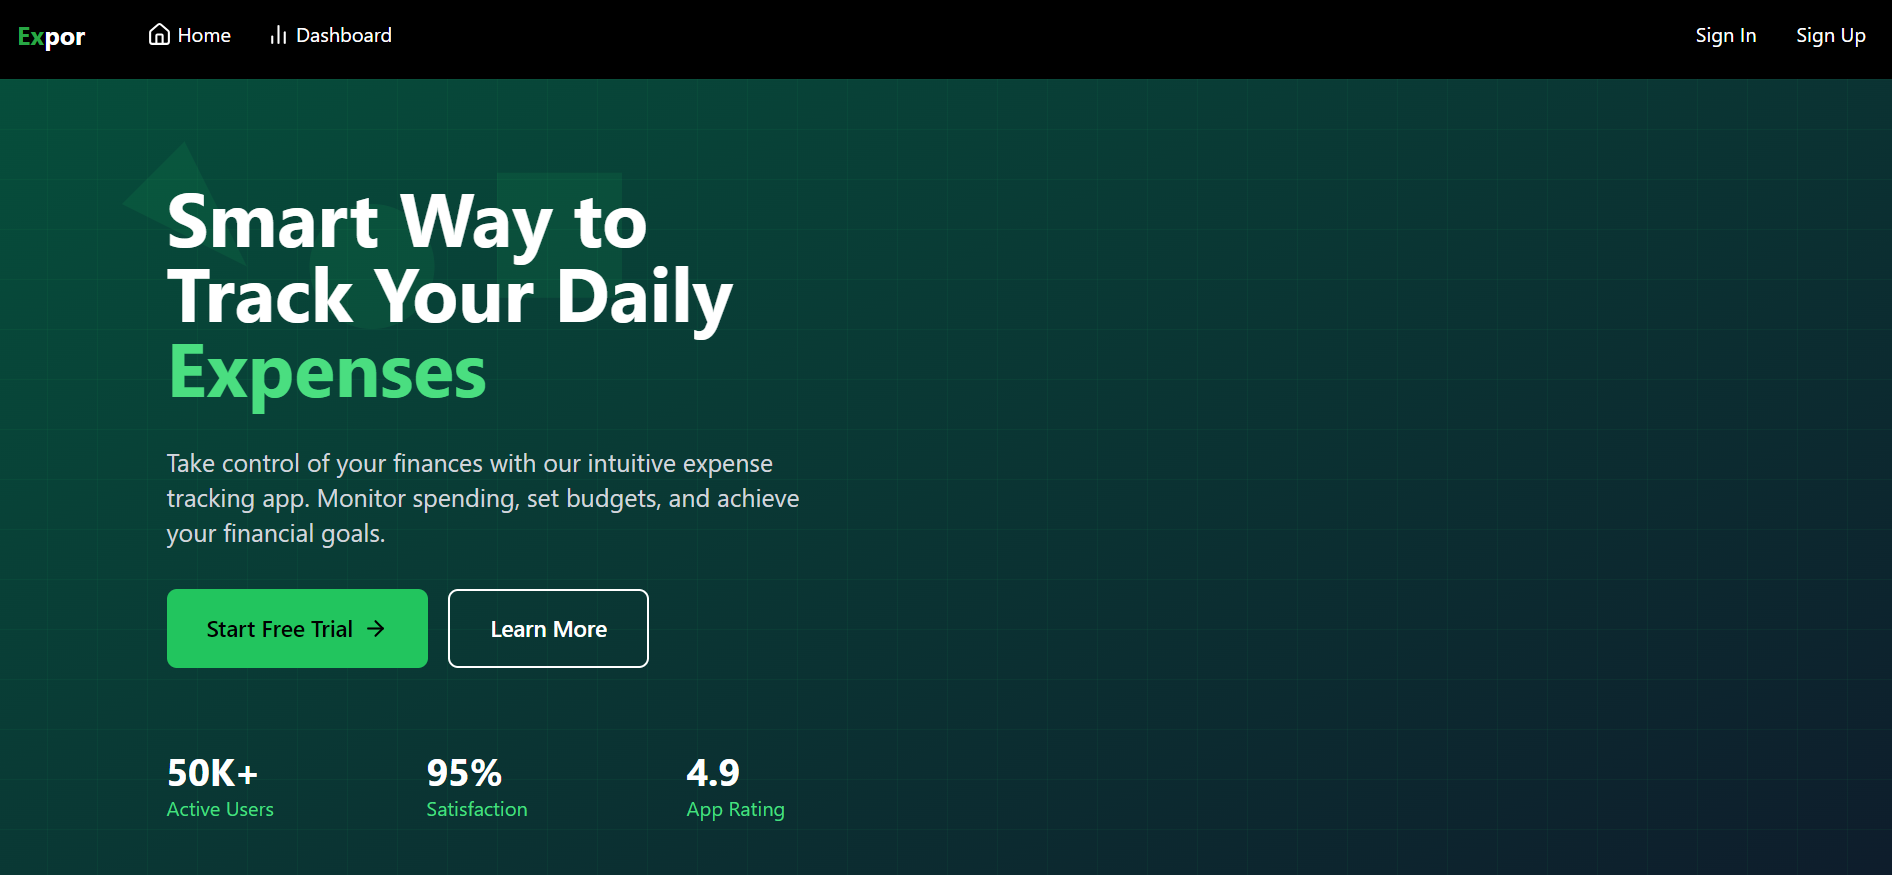 Expor
Home
Dashboard
Sign In
Sign Up
Smart Way to
Track Your Daily
Expenses
Take control of your finances with our intuitive expense
tracking app. Monitor spending, set budgets, and achieve
your financial goals.
Start Free Trial →
Learn More
50K+
Active Users
95%
Satisfaction
4.9
App Rating